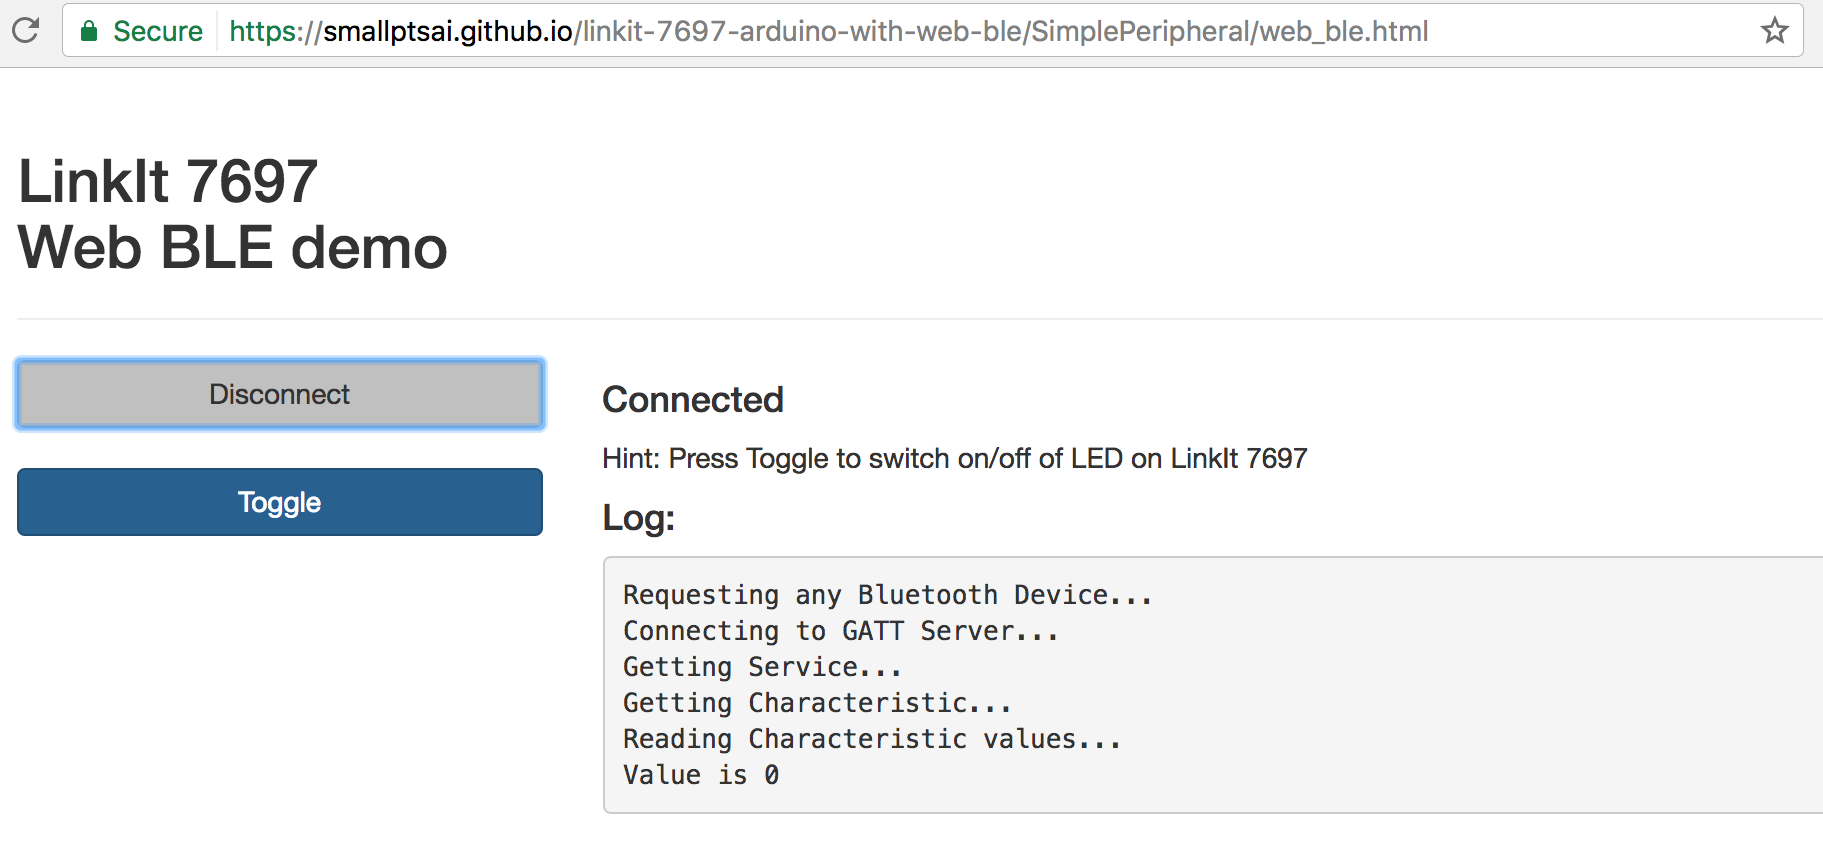 Secure https://smallptsai.github.io/linkit-7697-arduino-with-web-ble/SimplePeripheral/web_ble.html
LinkIt 7697
Web BLE demo
Disconnect
Toggle
Connected
Hint: Press Toggle to switch on/off of LED on LinkIt 7697
Log:
Requesting any Bluetooth Device...
Connecting to GATT Server...
Getting Service...
Getting Characteristic...
Reading Characteristic values...
Value is 0